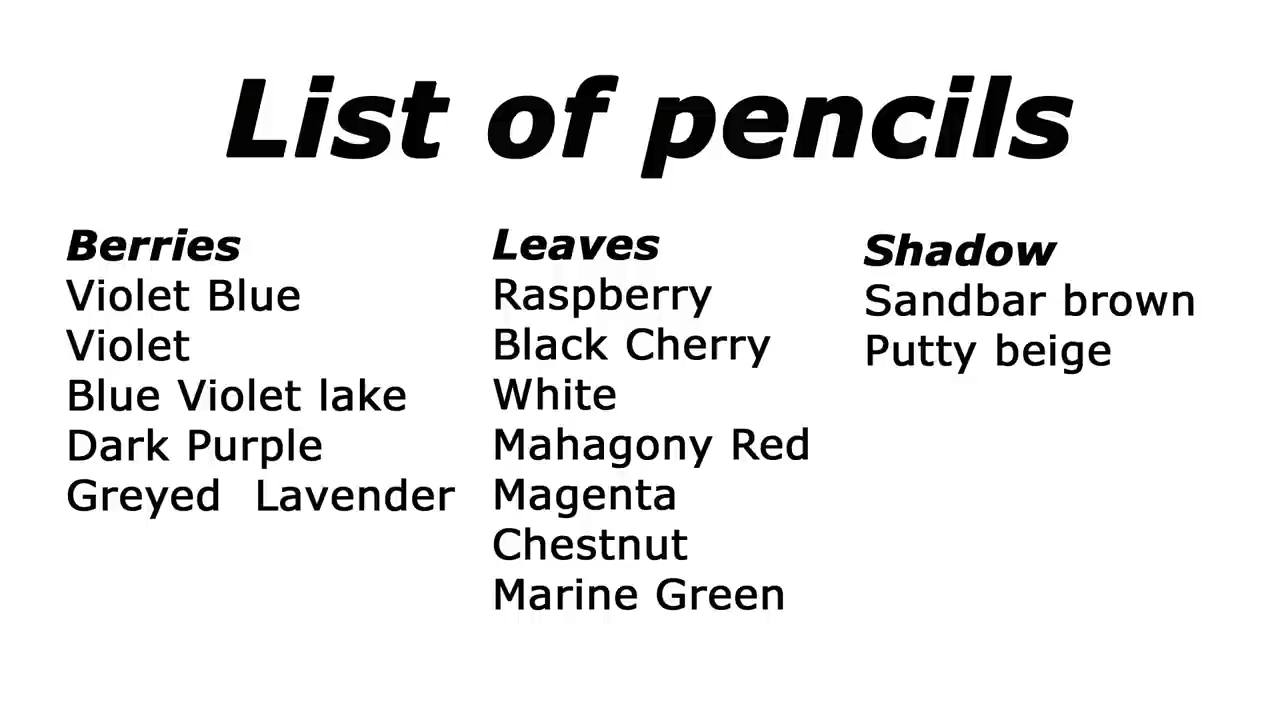 List of pencils
Berries
Violet Blue
Violet
Blue Violet lake
Dark Purple
Greyed  Lavender
Leaves
Raspberry
Black Cherry
White
Mahagony Red
Magenta
Chestnut
Marine Green
Shadow
Sandbar brown
Putty beige